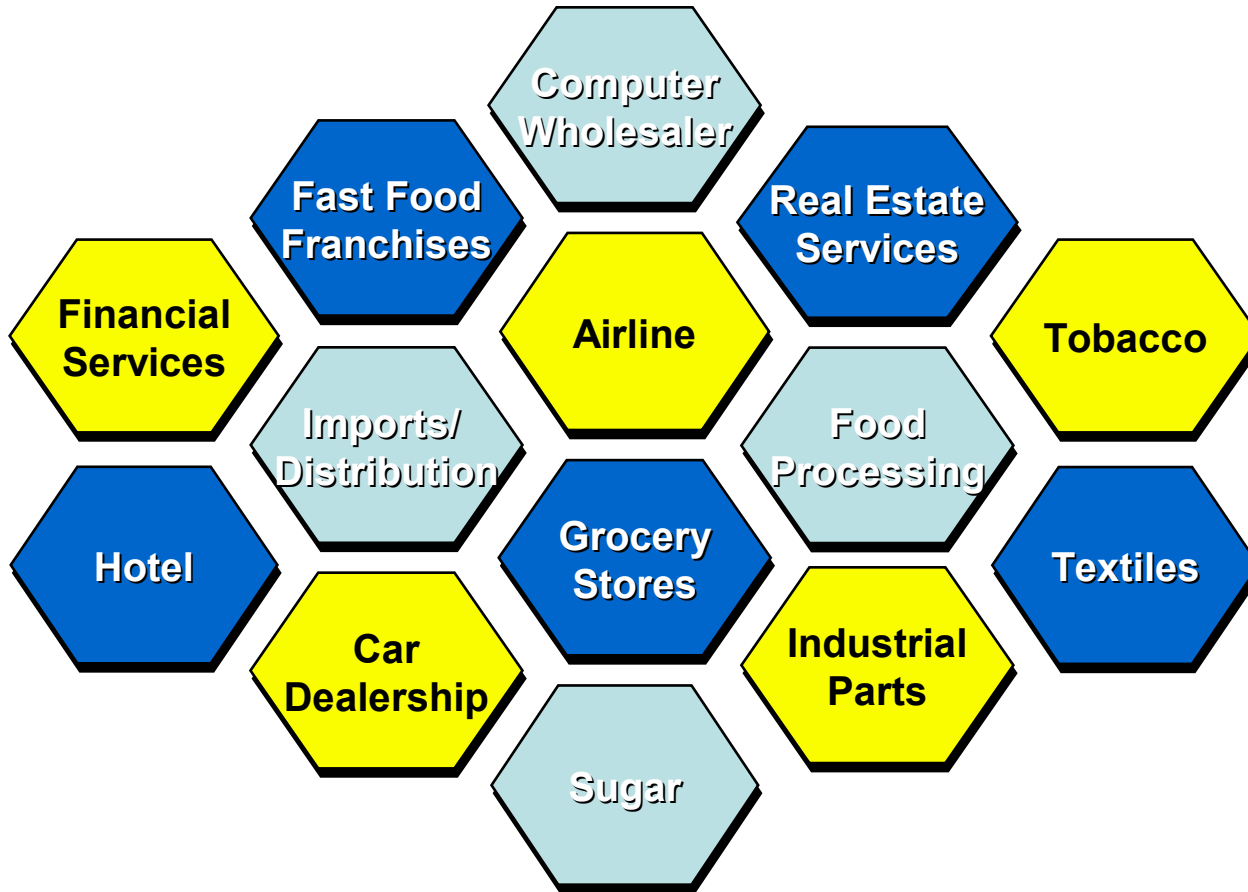 Computer
Wholesaler
Fast Food
Franchises
Real Estate
Services
Financial
Services
Airline
Tobacco
Imports/
Distribution
Food
Processing
Hotel
Grocery
Stores
Textiles
Car
Dealership
Industrial
Parts
Sugar